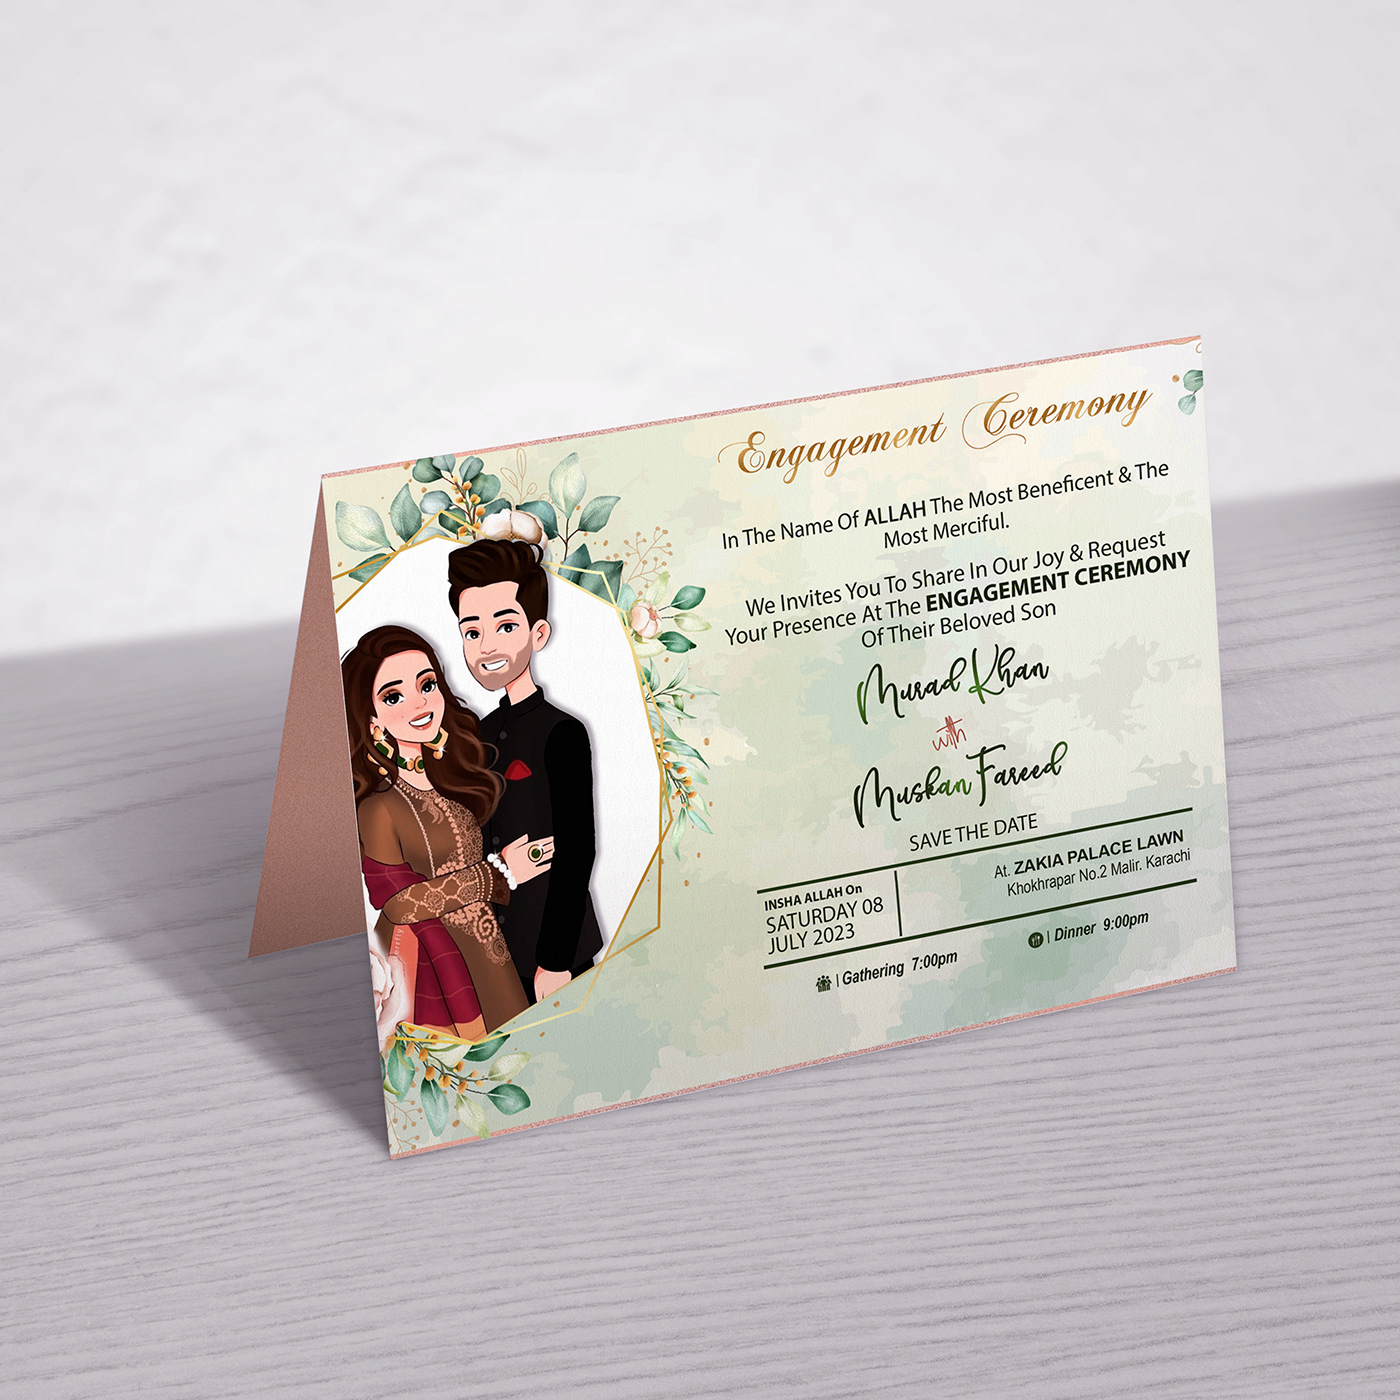 Engagement Ceremony
In The Name Of ALLAH The Most Beneficent & The
Most Merciful.
We Invites You To Share In Our Joy & Request
Your Presence At The ENGAGEMENT CEREMONY
Of Their Beloved Son
Murad Khan
with
Muskan Fareed
SAVE THE DATE
INSHA ALLAH On
SATURDAY 08
JULY 2023
At. ZAKIA PALACE LAWN
Khokhrapar No.2 Malir. Karachi
| Gathering 7:00pm
| Dinner 9:00pm